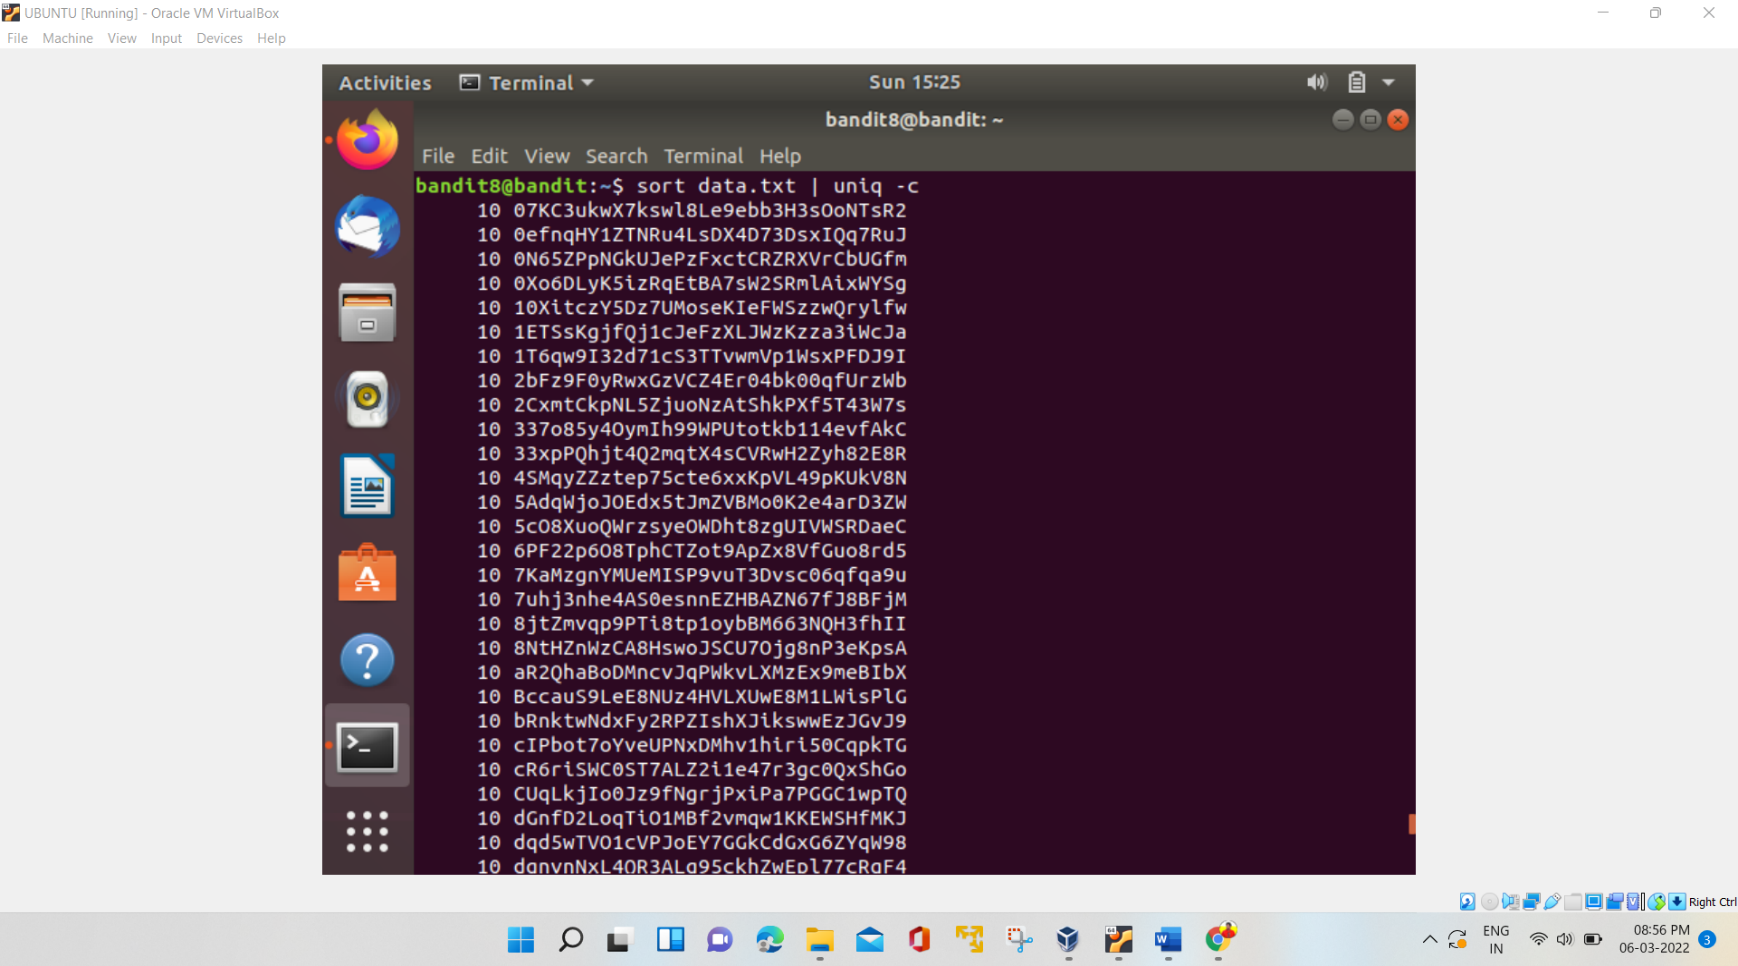 UBUNTU [Running] - Oracle VM VirtualBox
File Machine View Input Devices Help
Activities Terminal Sun 15:25
bandit8@bandit: ~
File Edit View Search Terminal Help
bandit8@bandit:~$ sort data.txt | uniq -c
10 07KC3ukwX7kswl8Le9ebb3H3sOoNTsR2
10 0efnqHY1ZTNRu4LsDX4D73DsxIQq7RuJ
10 0N65ZPpNGkUJePzFxctCRZRXVrCbUGfm
10 0Xo6DLyK5izRqEtBA7sW2SRmlAixWYSg
10 10XitczY5Dz7UMoseKIeFWSzzwQrylfw
10 1ETSsKgjfQj1cJeFzXLJWzKzza3iWcJa
10 1T6qw9I32d71cS3TTvwmVp1WsxPFDJ9I
10 2bFz9F0yRwxGzVCZ4Er04bk00qfUrzWb
10 2CxmtCkpNL5ZjuoNzAtShkPXf5T43W7s
10 337o85y4OymIh99WPUtotkb114evfAkC
10 33xpPQhjt4Q2mqtX4sCVRwH2Zyh82E8R
10 4SMqyZZztep75cte6xxKpVL49pKUkV8N
10 5AdqWjoJOEdx5tJmZVBMo0K2e4arD3ZW
10 5cO8XuoQWrzsyeOWDht8zgUIVWSRDaeC
10 6PF22p6O8TphCTZot9ApZx8VfGuo8rd5
10 7KaMzgnYMUeMISP9vuT3Dvsc06qfqa9u
10 7uhj3nhe4AS0esnnEZHBAZN67fJ8BFjM
10 8jtZmvqp9PTi8tp1oybBM663NQH3fhII
10 8NtHZnWzCA8HswoJSCU7Ojg8nP3eKpsA
10 aR2QhaBoDMncvJqPWkvLXMzEx9meBIbX
10 BccauS9LeE8NUz4HVLXUwE8M1LWisPlG
10 bRnktwNdxFy2RPZIshXJikswwEzJGvJ9
10 cIPbot7oYveUPNxDMhv1hiri50CqpkTG
10 cR6riSWC0ST7ALZ2i1e47r3gc0QxShGo
10 CUqLkjIo0Jz9fNgrjPxiPa7PGGC1wpTQ
10 dGnfD2LoqTiO1MBf2vmqw1KKEWSHfMKJ
10 dqd5wTVO1cVPJoEY7GGkCdGxG6ZYqW98
10
Right Ctrl
ENG
IN
08:56 PM
06-03-2022
3